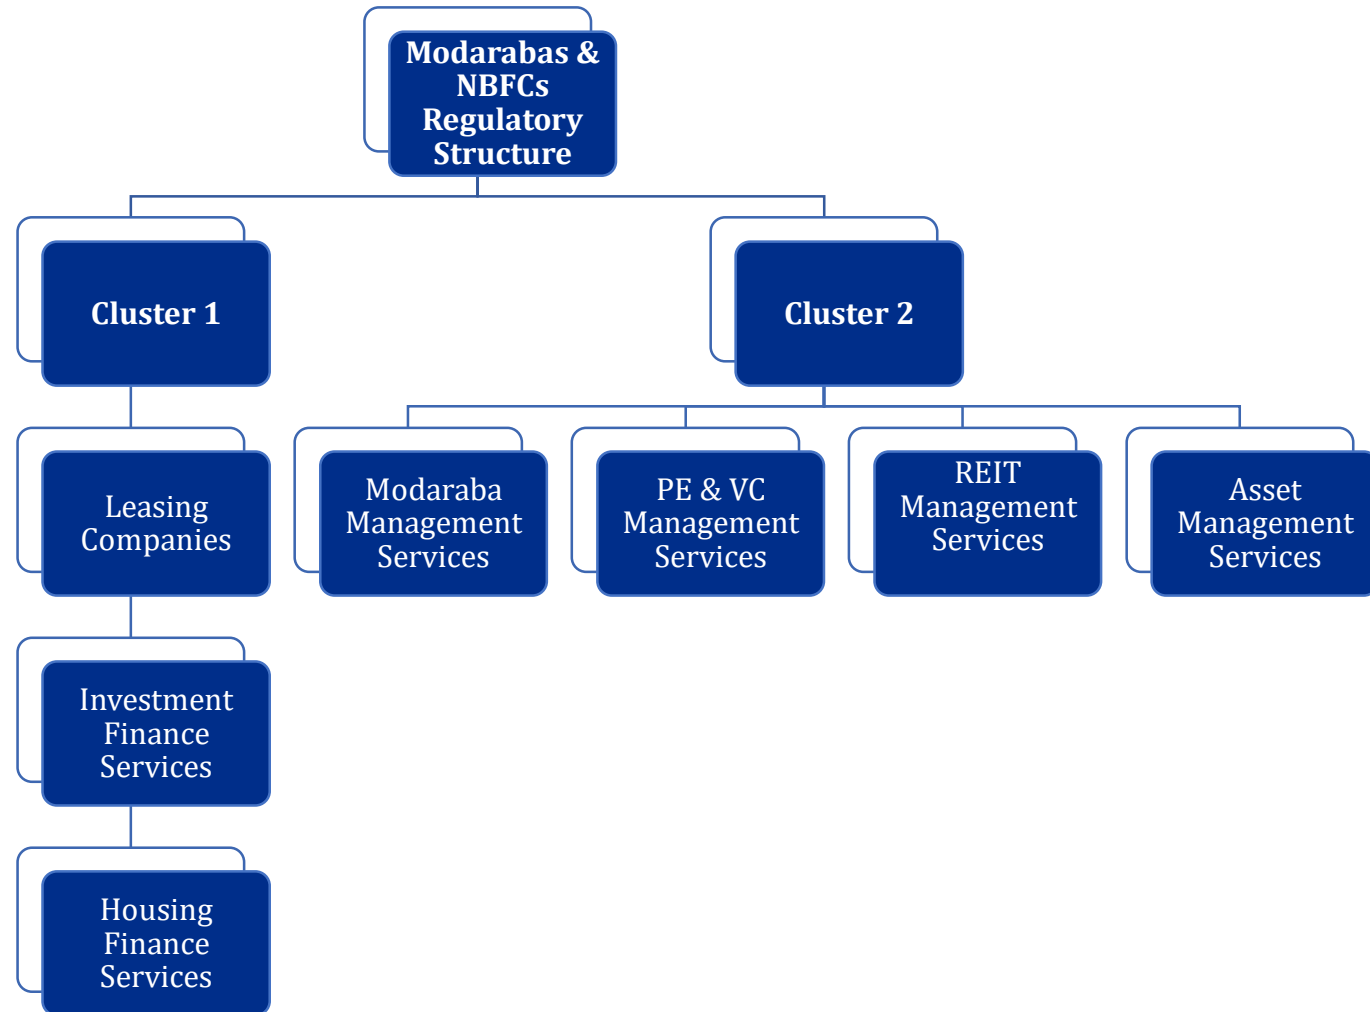 Modarabas &
NBFCs
Regulatory
Structure
Cluster 1
Cluster 2
Leasing
Companies
Modaraba
Management
Services
PE & VC
Management
Services
REIT
Management
Services
Asset
Management
Services
Investment
Finance
Services
Housing
Finance
Services